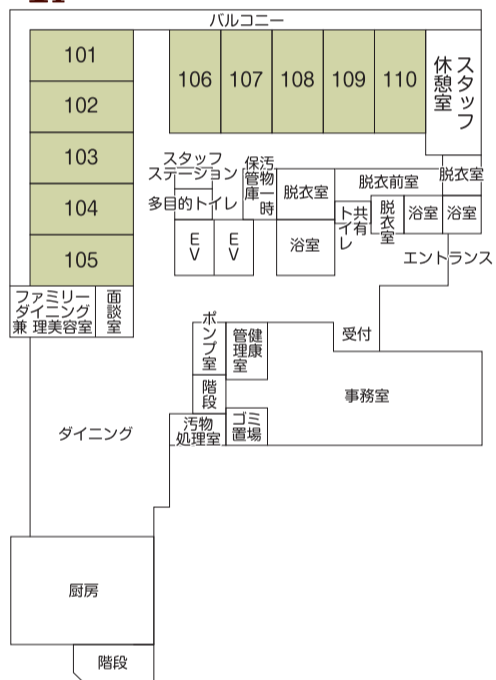 バルコニー
101
102
103
104
105
106
107
108
109
110
スタッフ
休憩室
スタッフ
ステーション
多目的トイレ
汚物一時
保管庫
脱衣室
脱衣前室
脱衣室
共有
トイレ
脱衣室
浴室
浴室
EV
EV
浴室
エントランス
ファミリー
ダイニング
兼 理美容室
面談室
ポンプ室
健康
管理室
受付
階段
事務室
汚物
処理室
ゴミ
置場
ダイニング
厨房
階段